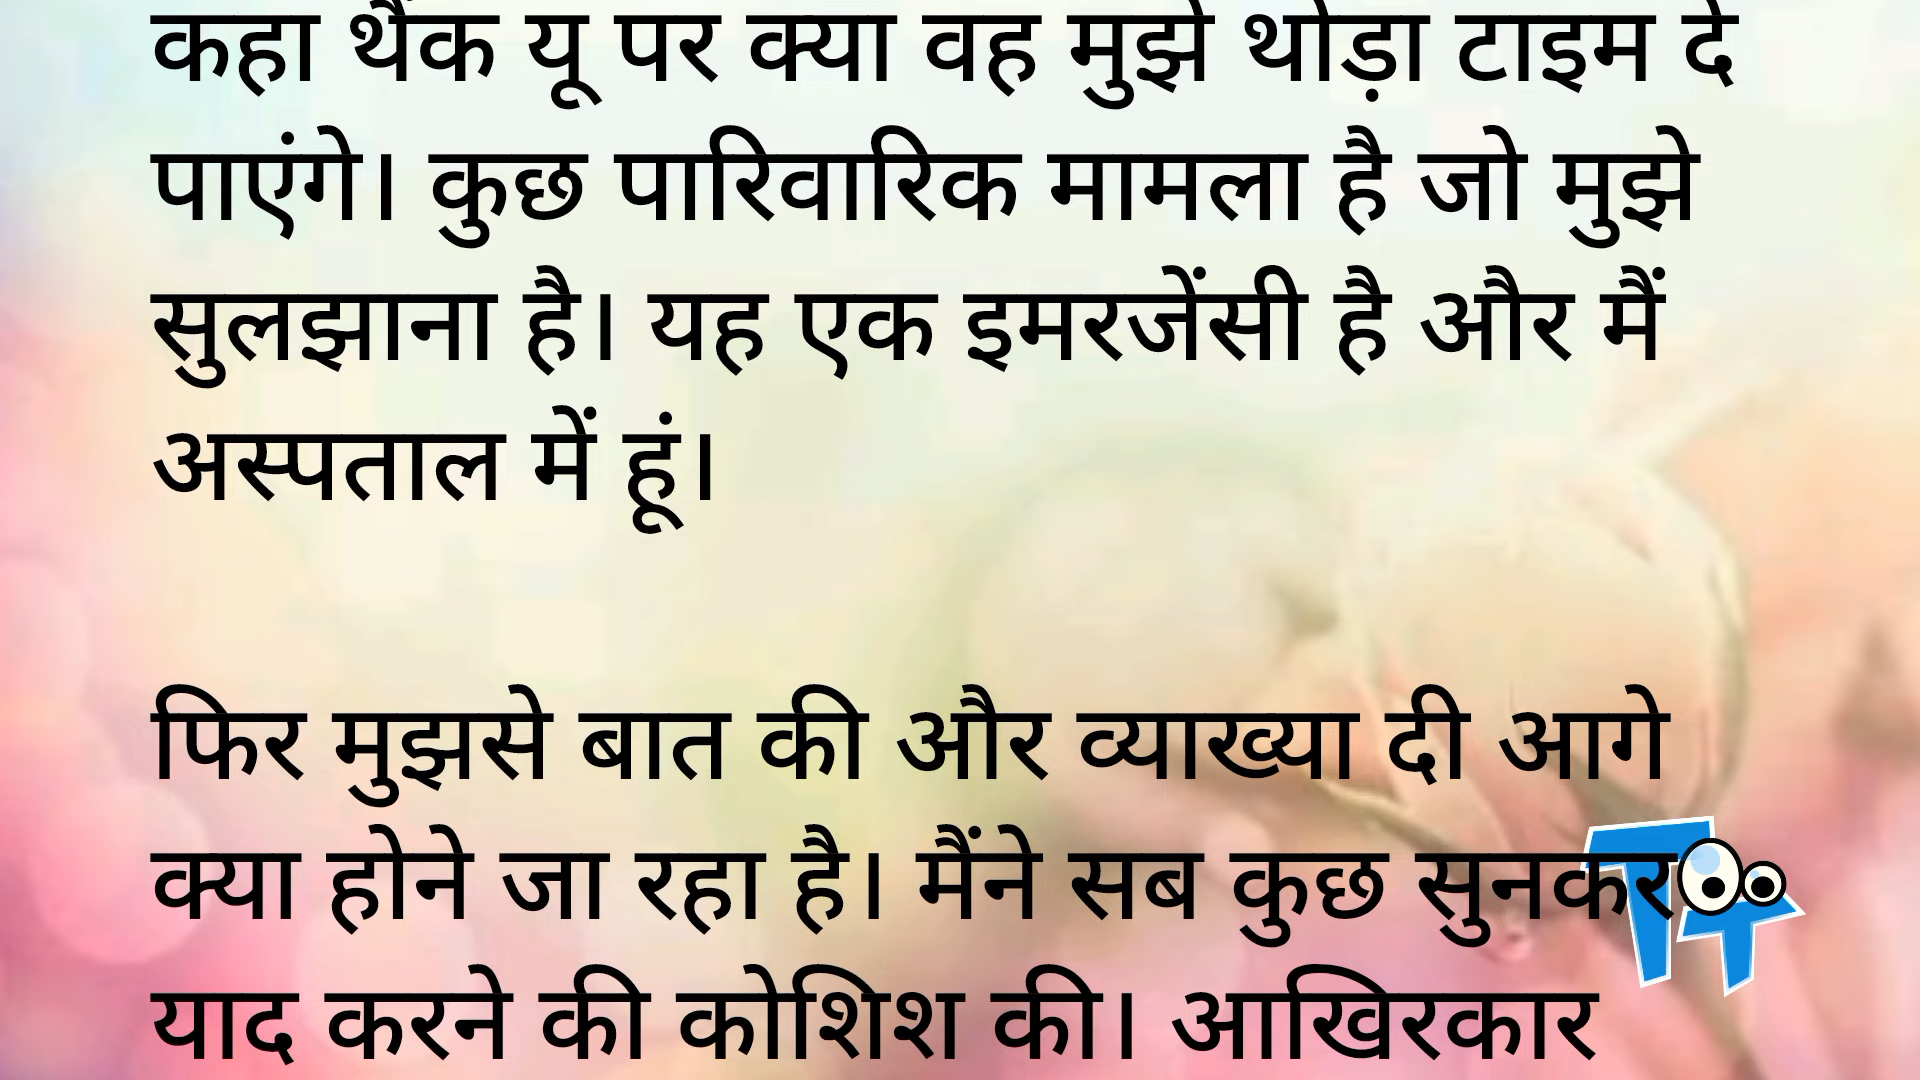 कहा थैंक यू पर क्या वह मुझे थोड़ा टाइम दे
पाएंगे। कुछ पारिवारिक मामला है जो मुझे
सुलझाना है। यह एक इमरजेंसी है और मैं
अस्पताल में हूं।
फिर मुझसे बात की और व्याख्या दी आगे
क्या होने जा रहा है। मैंने सब कुछ सुनकर
याद करने की कोशिश की। आखिरकार